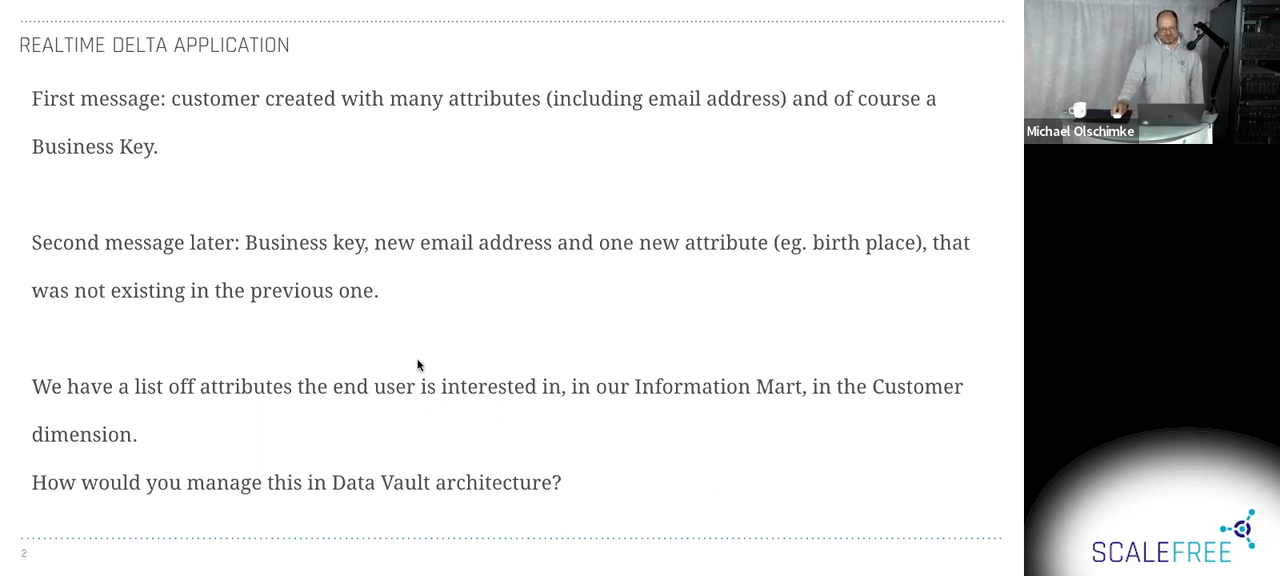 REALTIME DELTA APPLICATION
First message: customer created with many attributes (including email address) and of course a
Business Key.
Second message later: Business key, new email address and one new attribute (eg. birth place), that
was not existing in the previous one.
We have a list off attributes the end user is interested in, in our Information Mart, in the Customer
dimension.
How would you manage this in Data Vault architecture?
2
Michael Olschimke
SCALEFREE